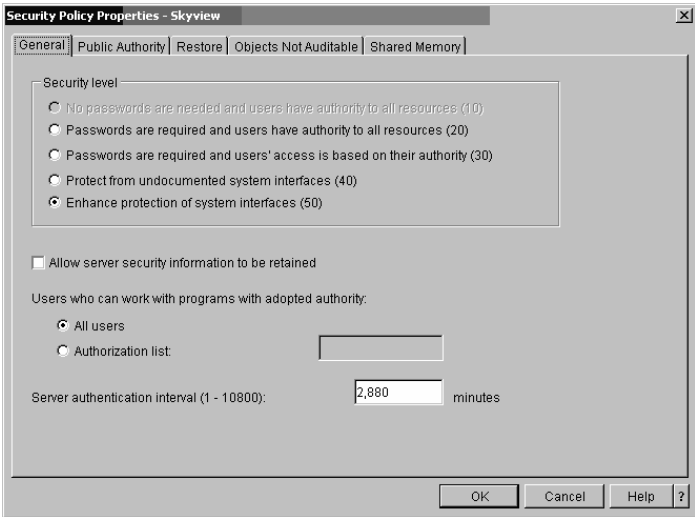 Security Policy Properties - Skyview
General Public Authority Restore Objects Not Auditable Shared Memory
Security level
No passwords are needed and users have authority to all resources (10)
Passwords are required and users have authority to all resources (20)
Passwords are required and users' access is based on their authority (30)
Protect from undocumented system interfaces (40)
Enhance protection of system interfaces (50)
Allow server security information to be retained
Users who can work with programs with adopted authority:
All users
Authorization list:
Server authentication interval (1 - 10800): 2,880 minutes
OK Cancel Help ?